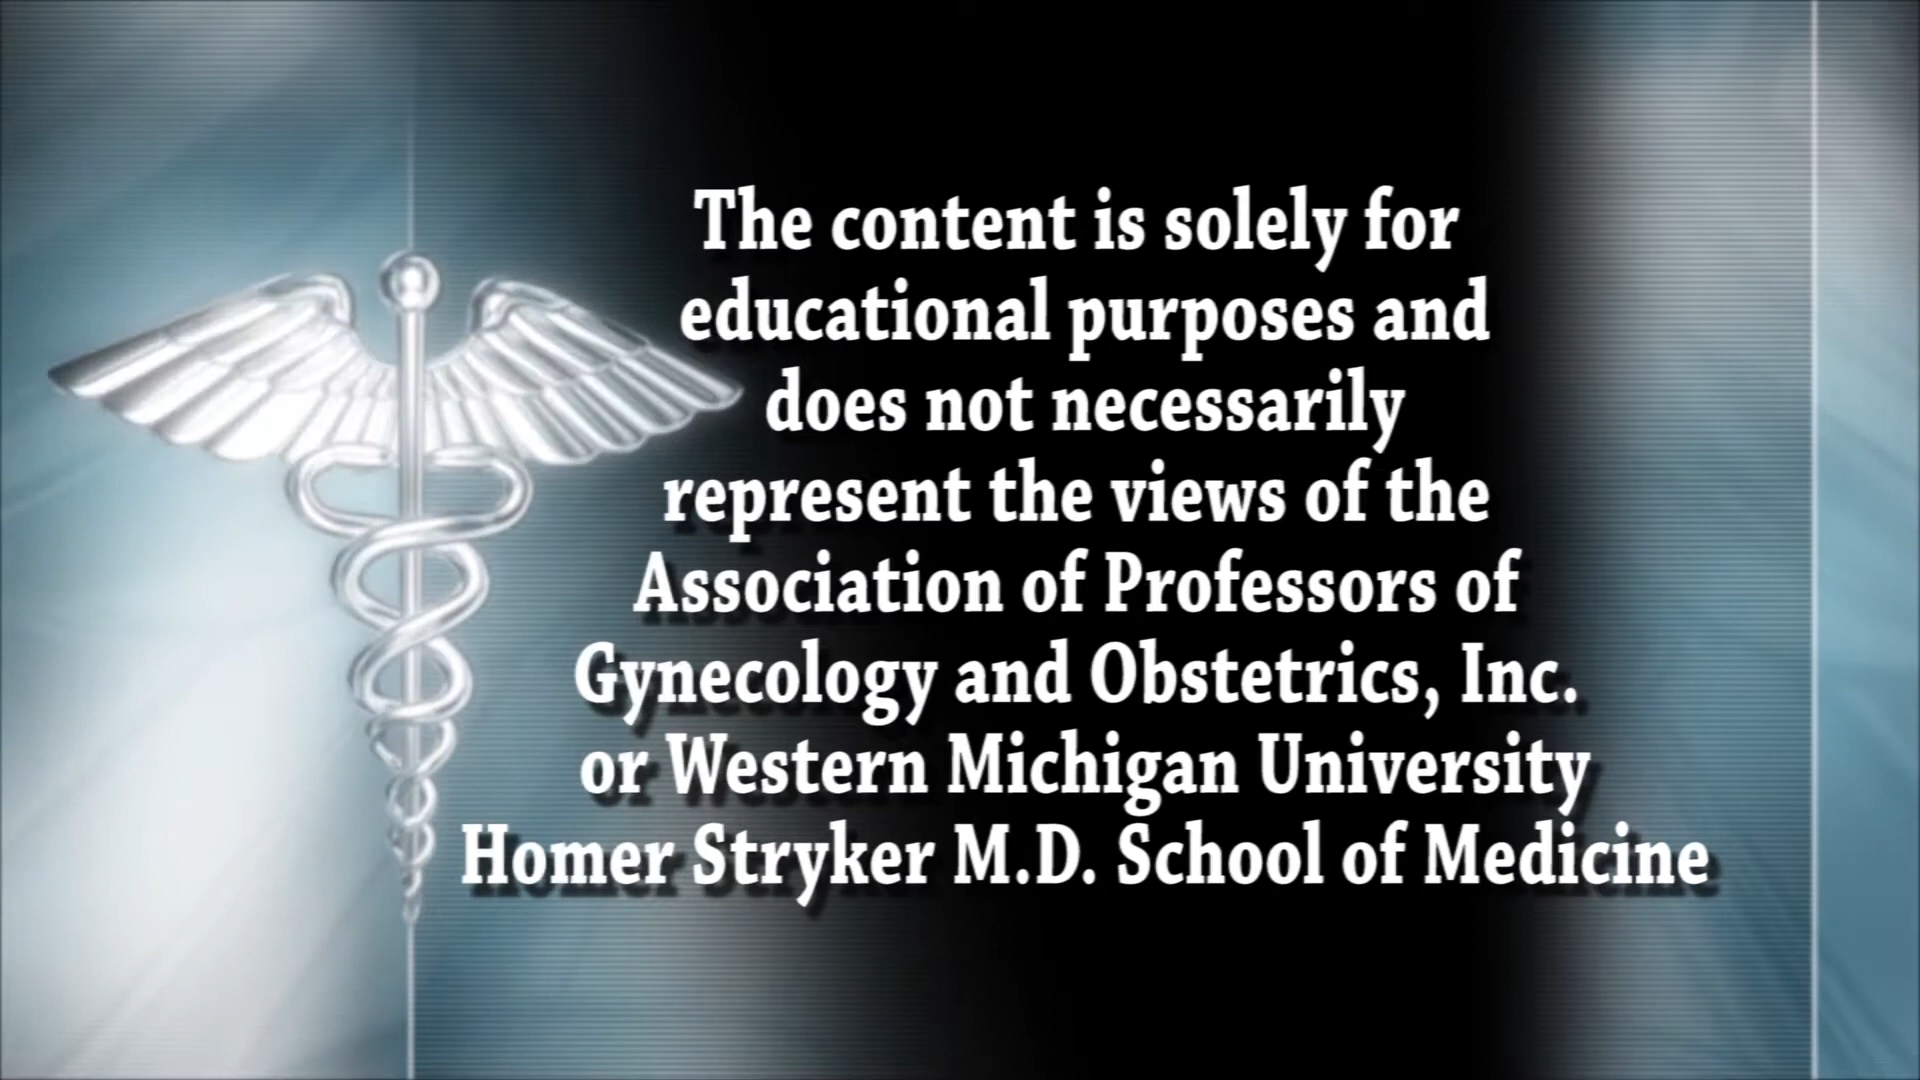 The content is solely for
educational purposes and
does not necessarily
represent the views of the
Association of Professors of
Gynecology and Obstetrics, Inc.
or Western Michigan University
Homer Stryker M.D. School of Medicine